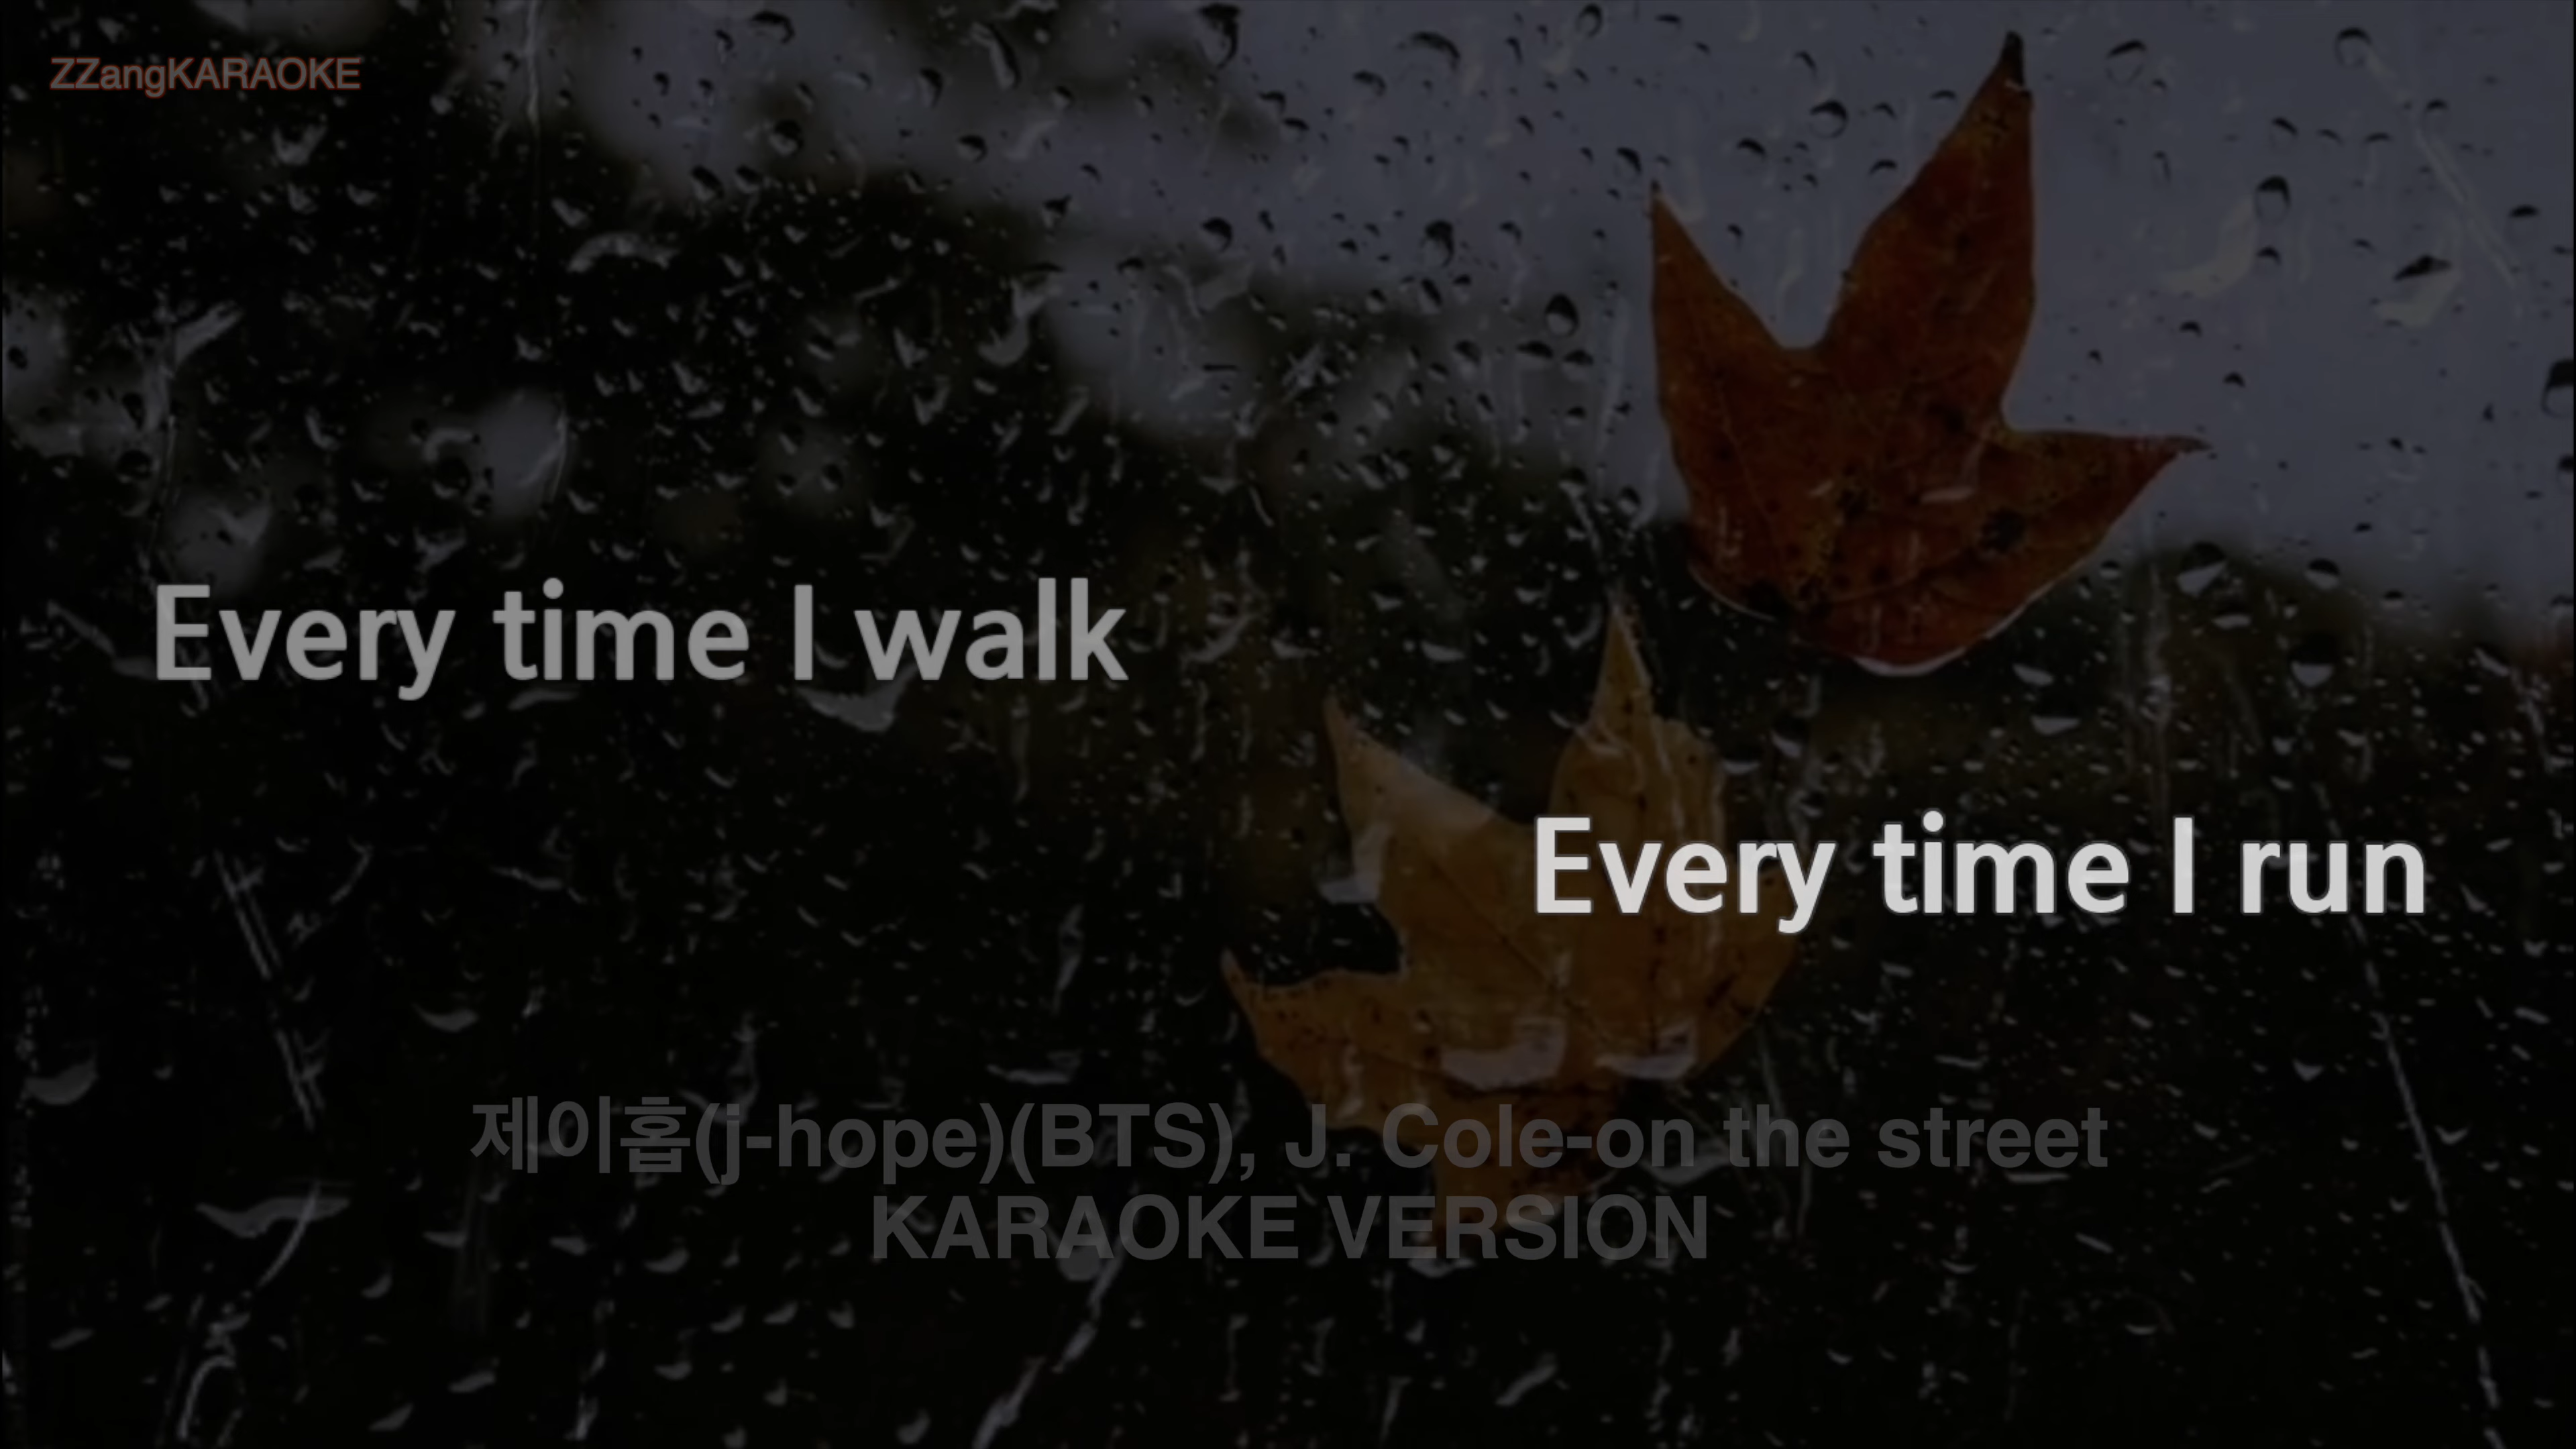 ZZangKARAOKE
Every time I walk
Every time I run
제이홉(j-hope)(BTS), J. Cole-on the street
KARAOKE VERSION